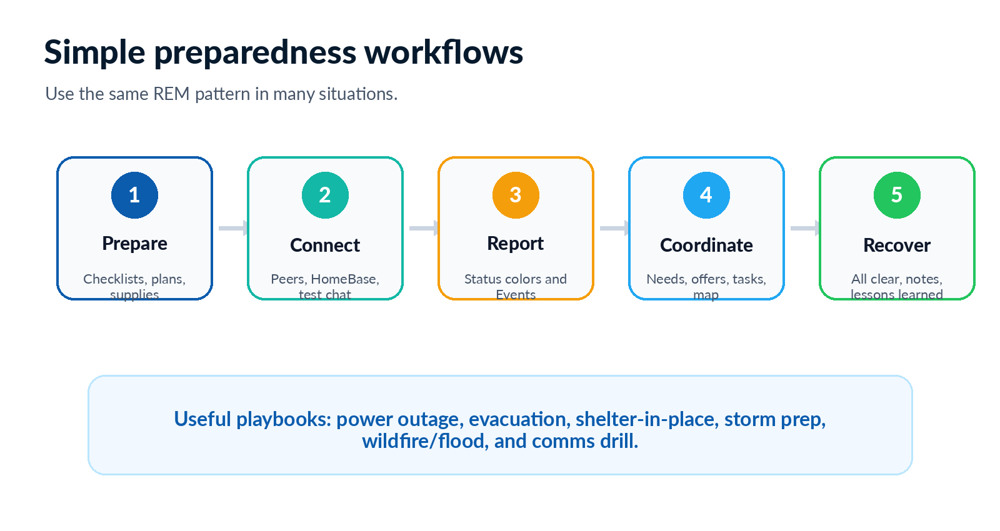 Simple preparedness workflows
Use the same REM pattern in many situations.
1
Prepare
Checklists, plans,
supplies
2
Connect
Peers, HomeBase,
test chat
3
Report
Status colors and
Events
4
Coordinate
Needs, offers, tasks,
map
5
Recover
All clear, notes,
lessons learned
Useful playbooks: power outage, evacuation, shelter-in-place, storm prep,
wildfire/flood, and comms drill.